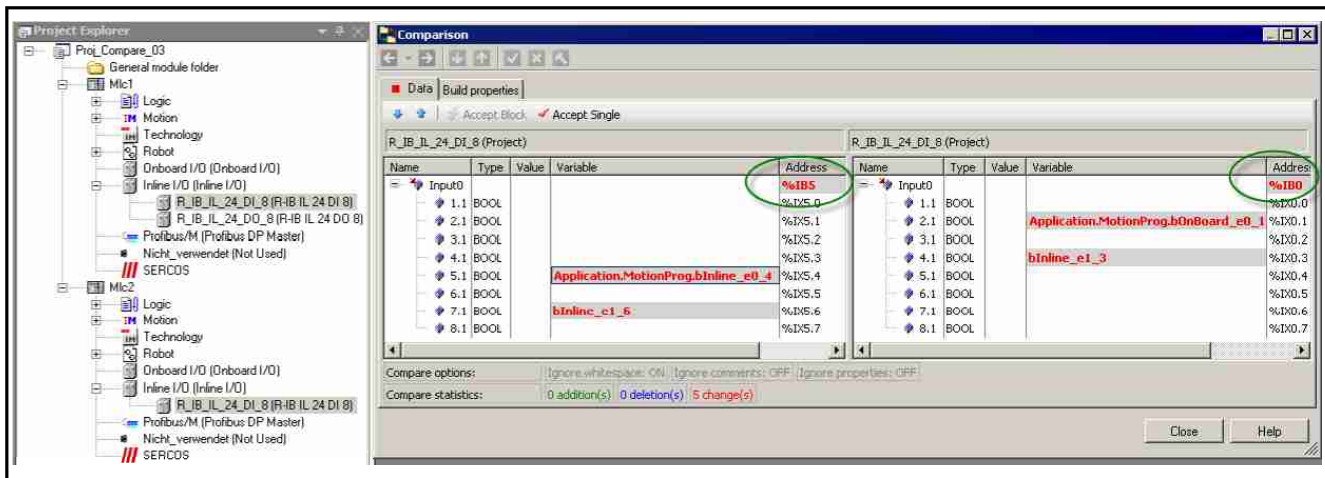 Project Explorer
Proj_Compare_03
General module folder
Mlc1
Logic
Motion
Technology
Robot
Onboard I/O (Onboard I/O)
Inline I/O (Inline I/O)
R_IB_IL_24_DI_8 (R-IB IL 24 DI 8)
R_IB_IL_24_DO_8 (R-IB IL 24 DO 8)
Profibus/M (Profibus DP Master)
Nicht_verwendet (Not Used)
SERCOS
Mlc2
Logic
Motion
Technology
Robot
Onboard I/O (Onboard I/O)
Inline I/O (Inline I/O)
R_IB_IL_24_DI_8 (R-IB IL 24 DI 8)
Profibus/M (Profibus DP Master)
Nicht_verwendet (Not Used)
SERCOS
Comparison
Data Build properties
Accept Block Accept Single
R_IB_IL_24_DI_8 (Project) R_IB_IL_24_DI_8 (Project)
Name Type Value Variable Address Name Type Value Variable Addres
Input0 %IB5 Input0 %IB0
1.1 BOOL %IX5.0 1.1 BOOL %IX0.0
2.1 BOOL %IX5.1 2.1 BOOL Application.MotionProg.bOnBoard_e0_1 %IX0.1
3.1 BOOL %IX5.2 3.1 BOOL %IX0.2
4.1 BOOL %IX5.3 4.1 BOOL bInline_e1_3 %IX0.3
5.1 BOOL Application.MotionProg.bInline_e0_4 %IX5.4 5.1 BOOL %IX0.4
6.1 BOOL %IX5.5 6.1 BOOL %IX0.5
7.1 BOOL bInline_e1_6 %IX5.6 7.1 BOOL %IX0.6
8.1 BOOL %IX5.7 8.1 BOOL %IX0.7
Compare options: Ignore whitespace: ON Ignore comments: OFF Ignore properties: OFF
Compare statistics: 0 addition(s) 0 deletion(s) 5 change(s)
Close Help